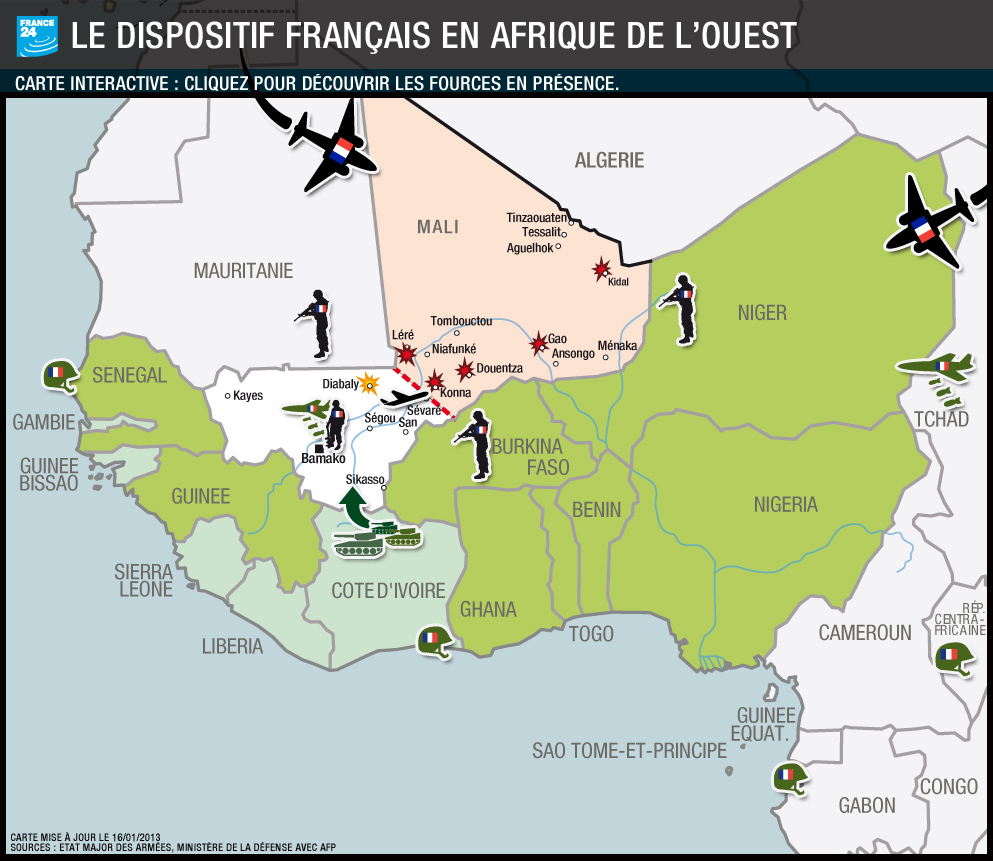 FRANCE
24
LE DISPOSITIF FRANÇAIS EN AFRIQUE DE L'OUEST
CARTE INTERACTIVE : CLIQUEZ POUR DÉCOUVRIR LES FOURCES EN PRÉSENCE.
ALGERIE
Tinzaouaten
MALI
Tessalit
Aguelhok
MAURITANIE
Kidal
NIGER
Tombouctou
Léré
Niafunké
Gao
Ménaka
Ansongo
SENEGAL
Douentza
Diabaly
Konna
Kayes
Sévaré
TCHAD
GAMBIE
Ségou
San
BURKINA
FASO
Bamako
GUINEE
BISSAO
Sikasso
GUINEE
BENIN
NIGERIA
SIERRA
LEONE
COTE D'IVOIRE
GHANA
RÉP.
CENTRA-
FRICAINE
TOGO
CAMEROUN
LIBERIA
GUINEE
EQUAT.
SAO TOME-ET-PRINCIPE
CONGO
GABON
CARTE MISE À JOUR LE 16/01/2013
SOURCES : ETAT MAJOR DES ARMÉES, MINISTÈRE DE LA DÉFENSE AVEC AFP